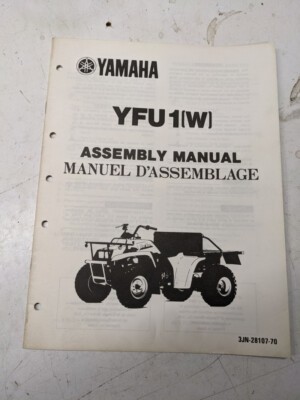 YAMAHA
YFU1(W)
ASSEMBLY MANUAL
MANUEL D'ASSEMBLAGE
3JN-28107-70